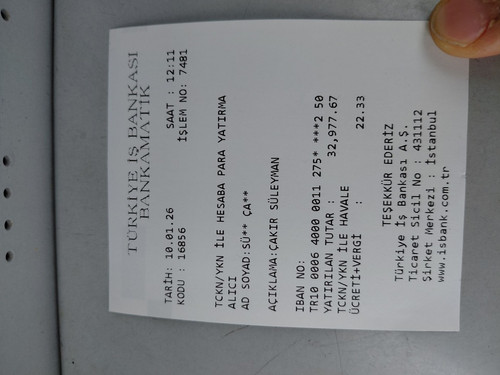 TÜRKİYE İŞ BANKASI
BANKAMATİK
TARİH: 10.01.26 SAAT : 12:11
KODU : 16856 İŞLEM NO: 7481
TCKN/YKN İLE HESABA PARA YATIRMA
ALICI
AD SOYAD:SÜ** ÇA**
AÇIKLAMA:ÇAKIR SÜLEYMAN
IBAN NO:
TR10 0006 4000 0011 275* ***2 50
YATIRILAN TUTAR : 32,977.67
TCKN/YKN İLE HAVALE
ÜCRETİ+VERGİ : 22.33
TEŞEKKÜR EDERİZ
Türkiye İş Bankası A.Ş.
Ticaret Sicil No : 431112
Şirket Merkezi : İstanbul
www.isbank.com.tr